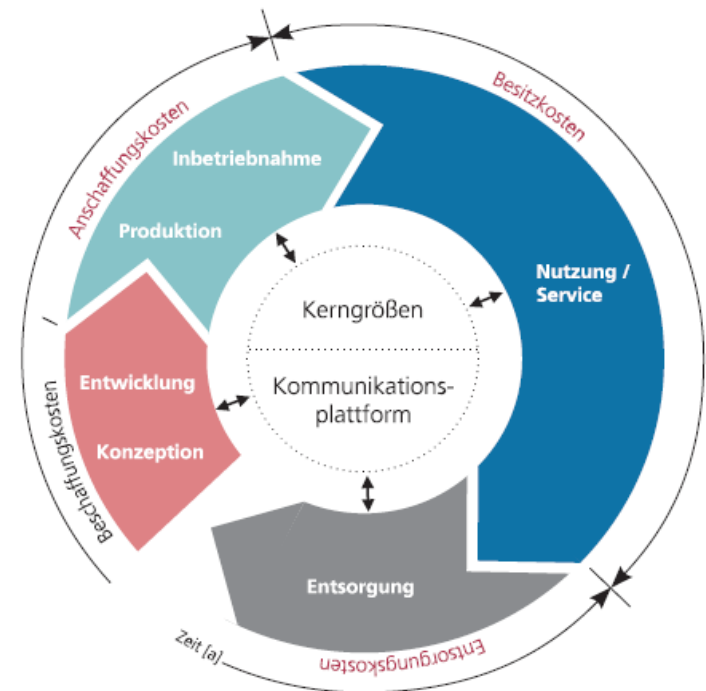 Besitzkosten
Anschaffungskosten
Inbetriebnahme
Produktion
Nutzung /
Service
Kerngrößen
Kommunikations-
plattform
Entwicklung
Konzeption
/
Beschaffungskosten
Entsorgung
Zeit [a]
Entsorgungskosten